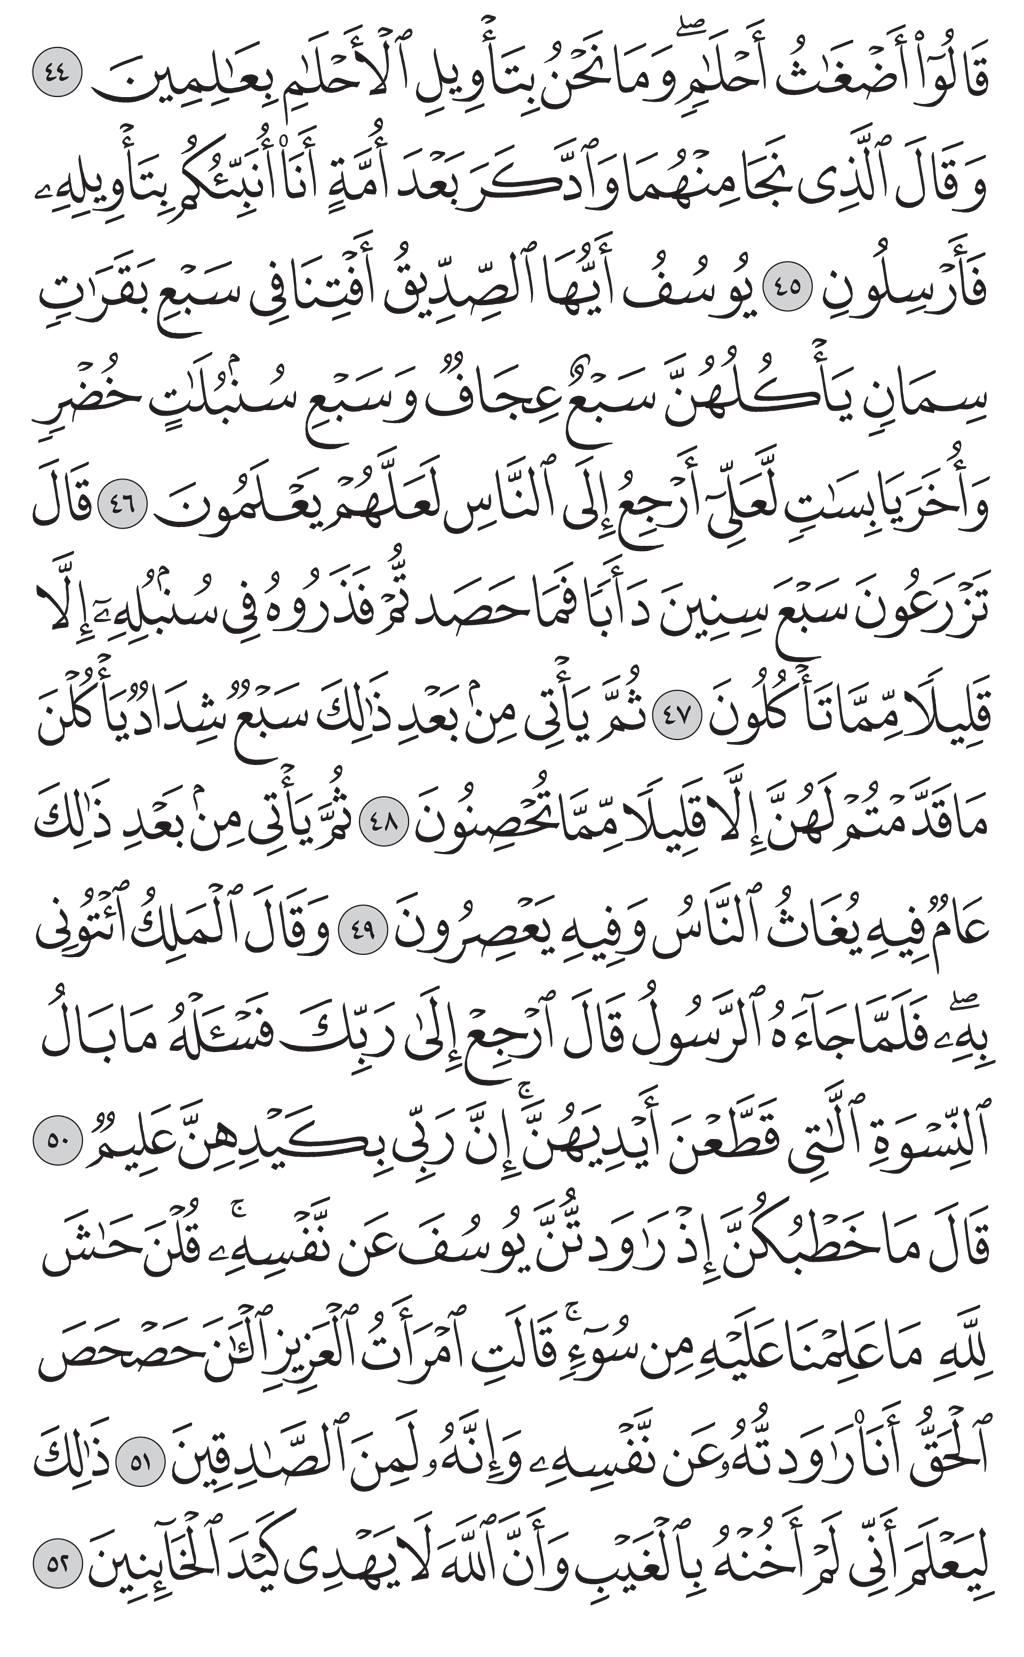 قَالُوٓا۟ أَضْغَـٰثُ أَحْلَـٰمٍ ۖ وَمَا نَحْنُ بِتَأْوِيلِ ٱلْأَحْلَـٰمِ بِعَـٰلِمِينَ ٤٤
وَقَالَ ٱلَّذِى نَجَا مِنْهُمَا وَٱدَّكَرَ بَعْدَ أُمَّةٍ أَنَا۠ أُنَبِّئُكُم بِتَأْوِيلِهِۦ
فَأَرْسِلُونِ ٤٥ يُوسُفُ أَيُّهَا ٱلصِّدِّيقُ أَفْتِنَا فِى سَبْعِ بَقَرَٰتٍ
سِمَانٍ يَأْكُلُهُنَّ سَبْعٌ عِجَافٌ وَسَبْعِ سُنۢبُلَـٰتٍ خُضْرٍ
وَأُخَرَ يَابِسَـٰتٍ لَّعَلِّىٓ أَرْجِعُ إِلَى ٱلنَّاسِ لَعَلَّهُمْ يَعْلَمُونَ ٤٦ قَالَ
تَزْرَعُونَ سَبْعَ سِنِينَ دَأَبًا فَمَا حَصَدتُّمْ فَذَرُوهُ فِى سُنۢبُلِهِۦٓ إِلَّا
قَلِيلًا مِّمَّا تَأْكُلُونَ ٤٧ ثُمَّ يَأْتِى مِنۢ بَعْدِ ذَٰلِكَ سَبْعٌ شِدَادٌ يَأْكُلْنَ
مَا قَدَّمْتُمْ لَهُنَّ إِلَّا قَلِيلًا مِّمَّا تُحْصِنُونَ ٤٨ ثُمَّ يَأْتِى مِنۢ بَعْدِ ذَٰلِكَ
عَامٌ فِيهِ يُغَاثُ ٱلنَّاسُ وَفِيهِ يَعْصِرُونَ ٤٩ وَقَالَ ٱلْمَلِكُ ٱئْتُونِى
بِهِۦ ۖ فَلَمَّا جَآءَهُ ٱلرَّسُولُ قَالَ ٱرْجِعْ إِلَىٰ رَبِّكَ فَسْـَٔلْهُ مَا بَالُ
ٱلنِّسْوَةِ ٱلَّـٰتِى قَطَّعْنَ أَيْدِيَهُنَّ ۚ إِنَّ رَبِّى بِكَيْدِهِنَّ عَلِيمٌ ٥٠
قَالَ مَا خَطْبُكُنَّ إِذْ رَٰوَدتُّنَّ يُوسُفَ عَن نَّفْسِهِۦ ۚ قُلْنَ حَـٰشَ
لِلَّهِ مَا عَلِمْنَا عَلَيْهِ مِن سُوٓءٍ ۚ قَالَتِ ٱمْرَأَتُ ٱلْعَزِيزِ ٱلْـَٔـٰنَ حَصْحَصَ
ٱلْحَقُّ أَنَا۠ رَٰوَدتُّهُۥ عَن نَّفْسِهِۦ وَإِنَّهُۥ لَمِنَ ٱلصَّـٰدِقِينَ ٥١ ذَٰلِكَ
لِيَعْلَمَ أَنِّى لَمْ أَخُنْهُ بِٱلْغَيْبِ وَأَنَّ ٱللَّهَ لَا يَهْدِى كَيْدَ ٱلْخَآئِنِينَ ٥٢